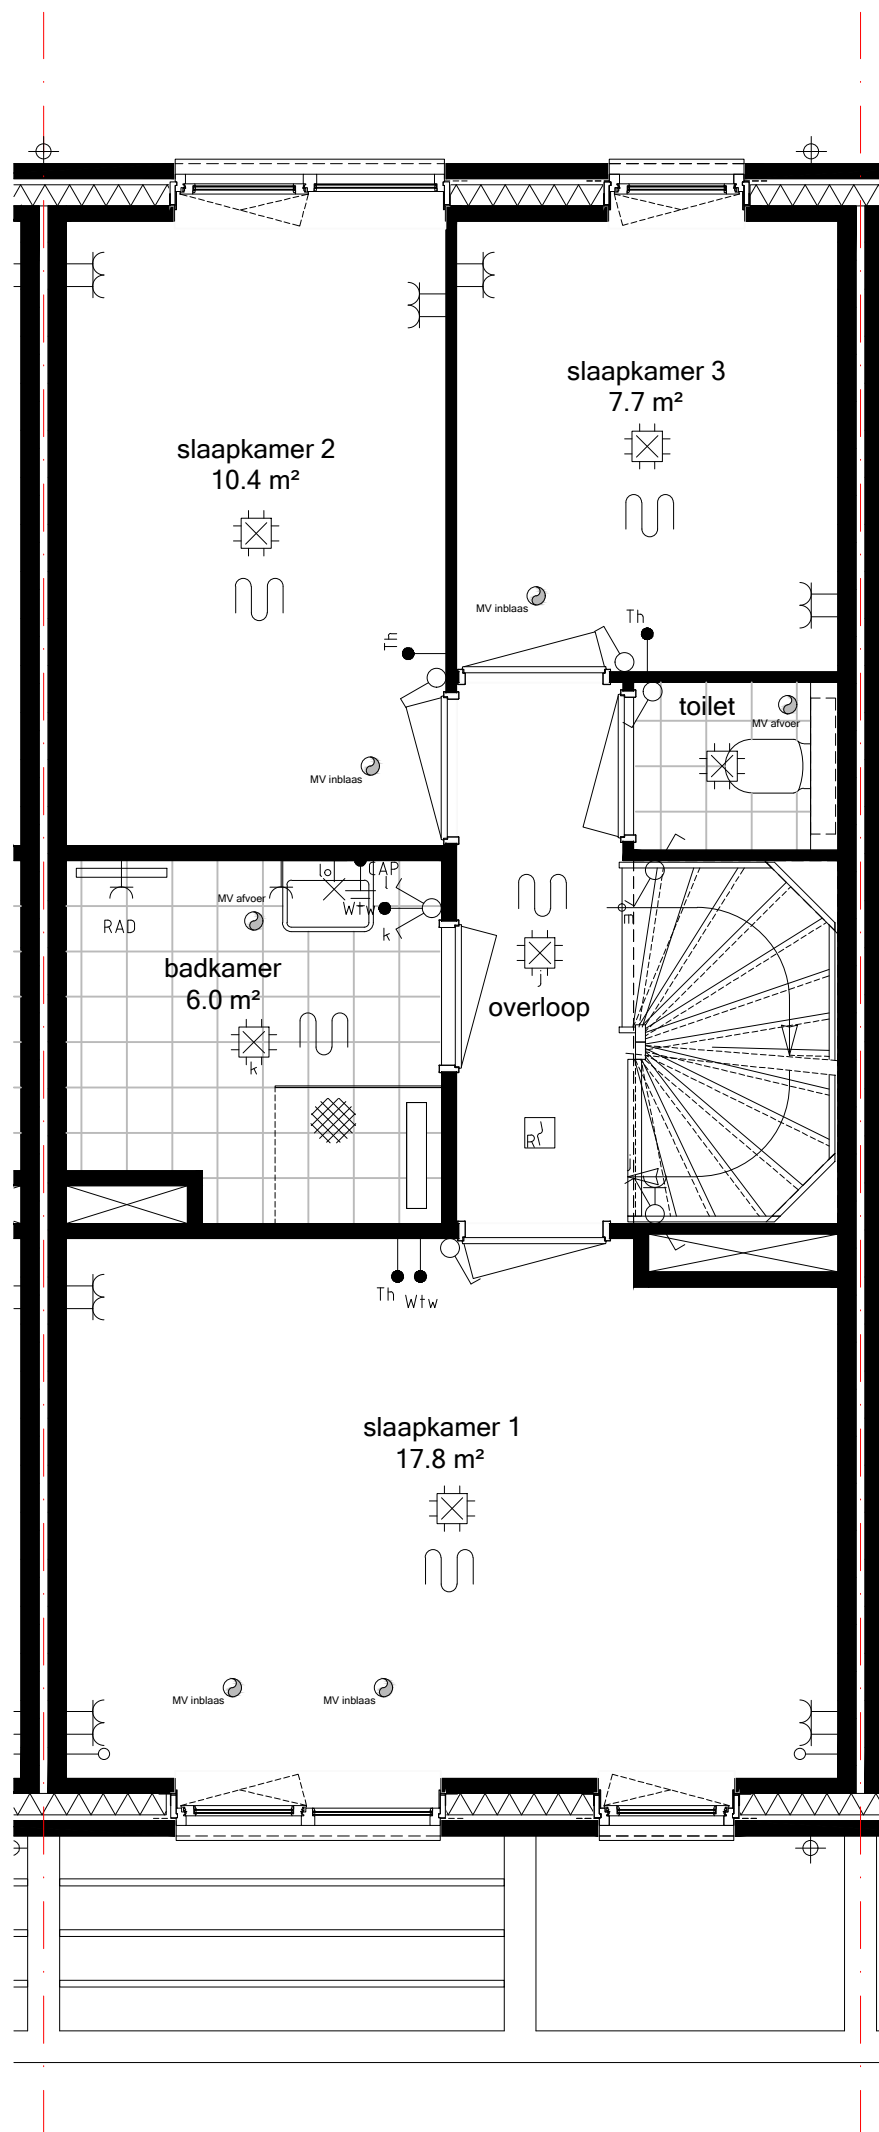 slaapkamer 3
7.7 m²
slaapkamer 2
10.4 m²
MV inblaas
Th
Th
toilet
MV afvoer
MV inblaas
CAP
lo
l
MV afvoer
Wtw
RAD
k
m
badkamer
6.0 m²
j
overloop
k
R
Th
Wtw
slaapkamer 1
17.8 m²
MV inblaas
MV inblaas